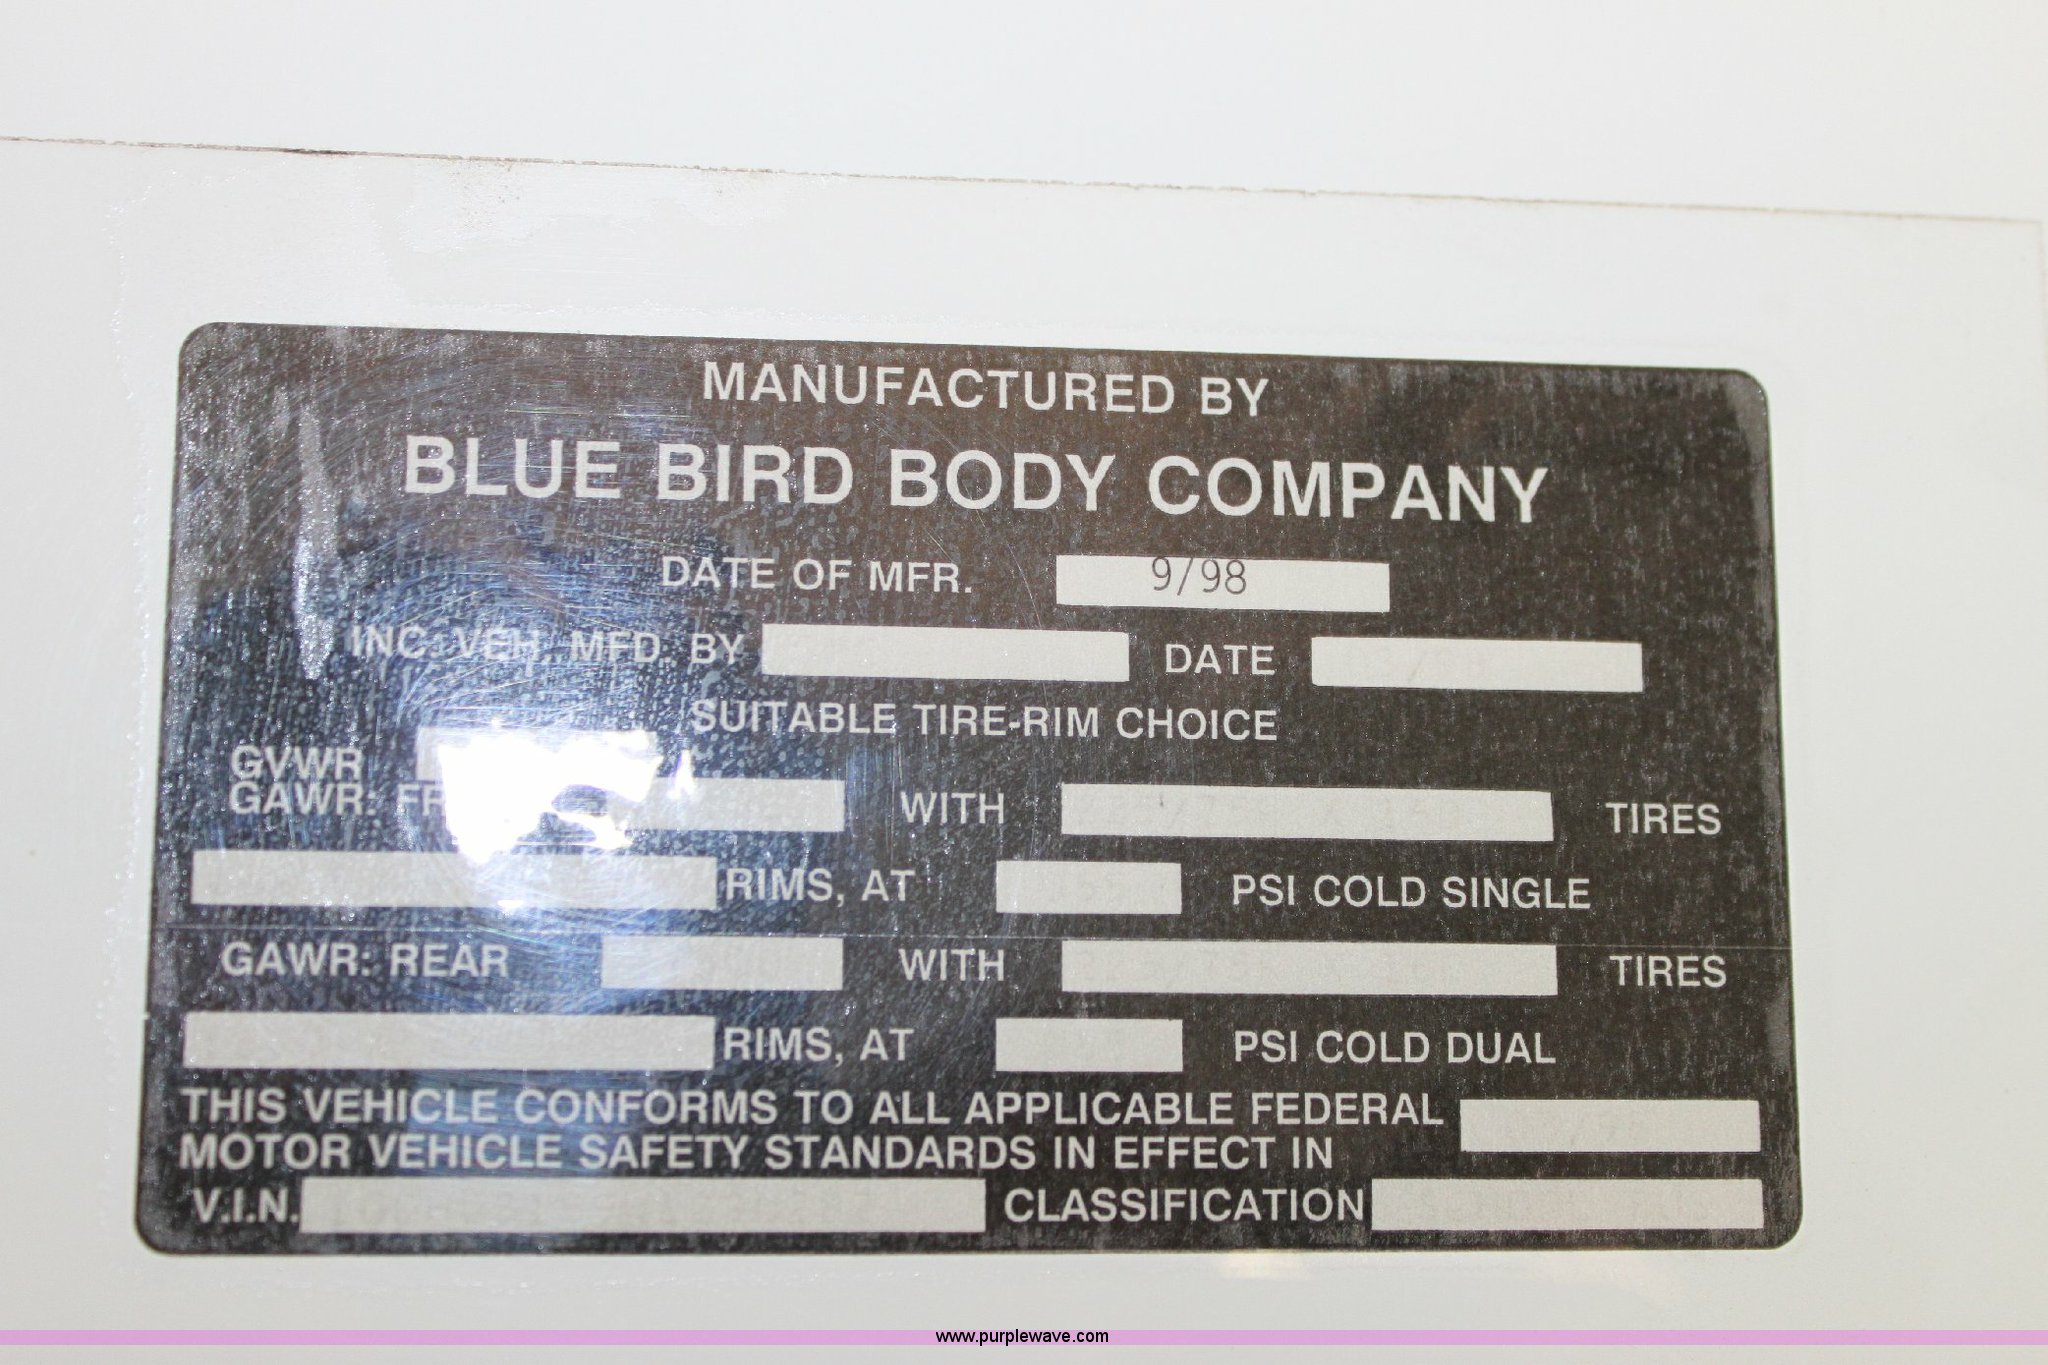 MANUFACTURED BY
BLUE BIRD BODY COMPANY
DATE OF MFR. 9/98
INC. VEH. MFD. BY DATE
SUITABLE TIRE-RIM CHOICE
GVWR
GAWR: WITH TIRES
RIMS, AT PSI COLD SINGLE
GAWR: REAR WITH TIRES
RIMS, AT PSI COLD DUAL
THIS VEHICLE CONFORMS TO ALL APPLICABLE FEDERAL
MOTOR VEHICLE SAFETY STANDARDS IN EFFECT IN
V.I.N. CLASSIFICATION
www.purplewave.com